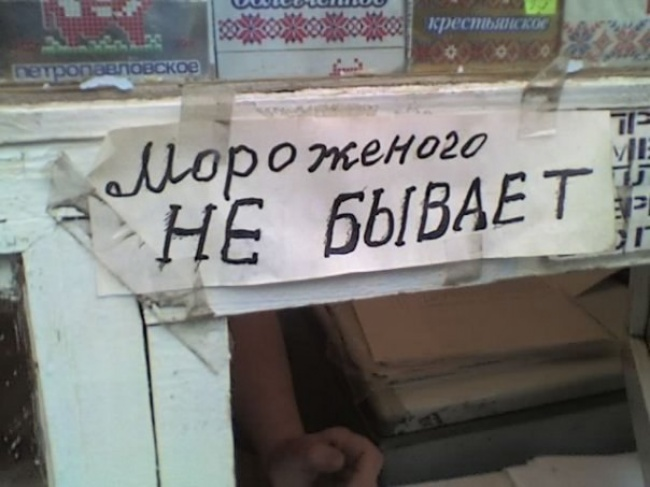 петропавловское
крестьянское
Мороженого
НЕ БЫВАЕТ